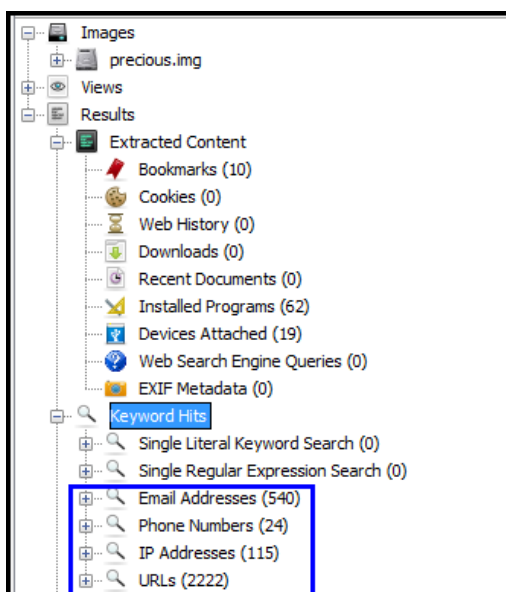 Images
precious.img
Views
Results
Extracted Content
Bookmarks (10)
Cookies (0)
Web History (0)
Downloads (0)
Recent Documents (0)
Installed Programs (62)
Devices Attached (19)
Web Search Engine Queries (0)
EXIF Metadata (0)
Keyword Hits
Single Literal Keyword Search (0)
Single Regular Expression Search (0)
Email Addresses (540)
Phone Numbers (24)
IP Addresses (115)
URLs (2222)